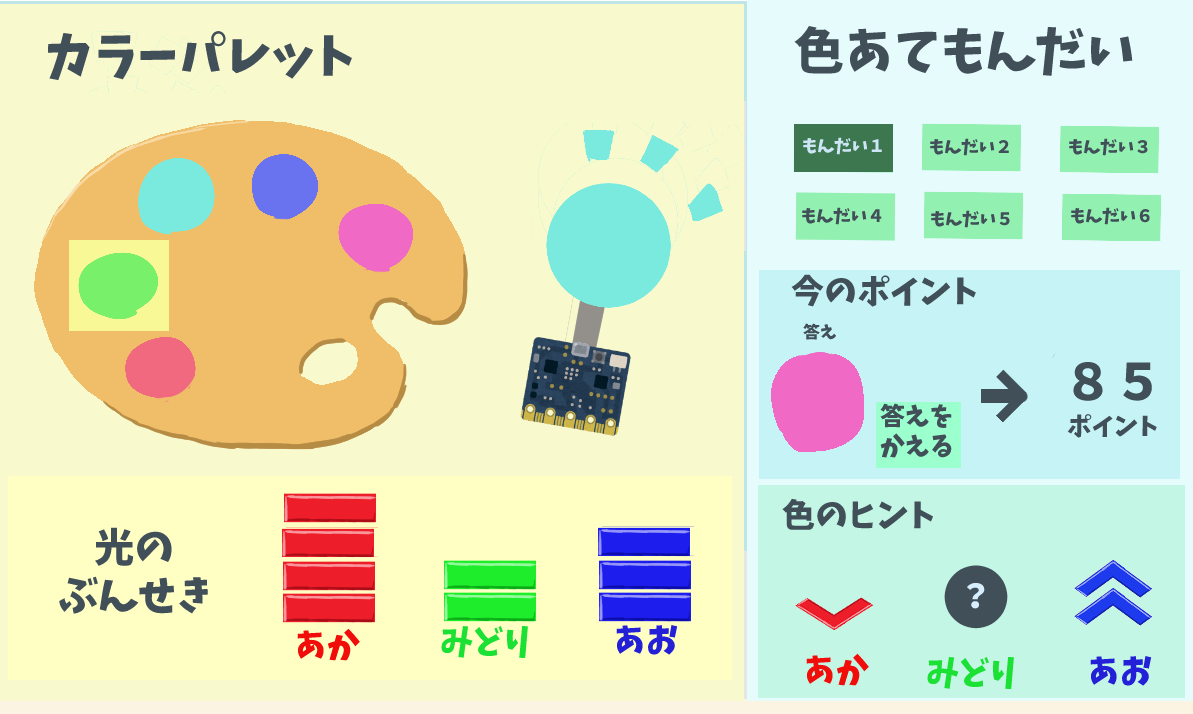 カラーパレット
光の
ぶんせき
あか
みどり
あお
色あてもんだい
もんだい1
もんだい2
もんだい3
もんだい4
もんだい5
もんだい6
今のポイント
答え
答えを
かえる
８５
ポイント
色のヒント
?
あか
みどり
あお